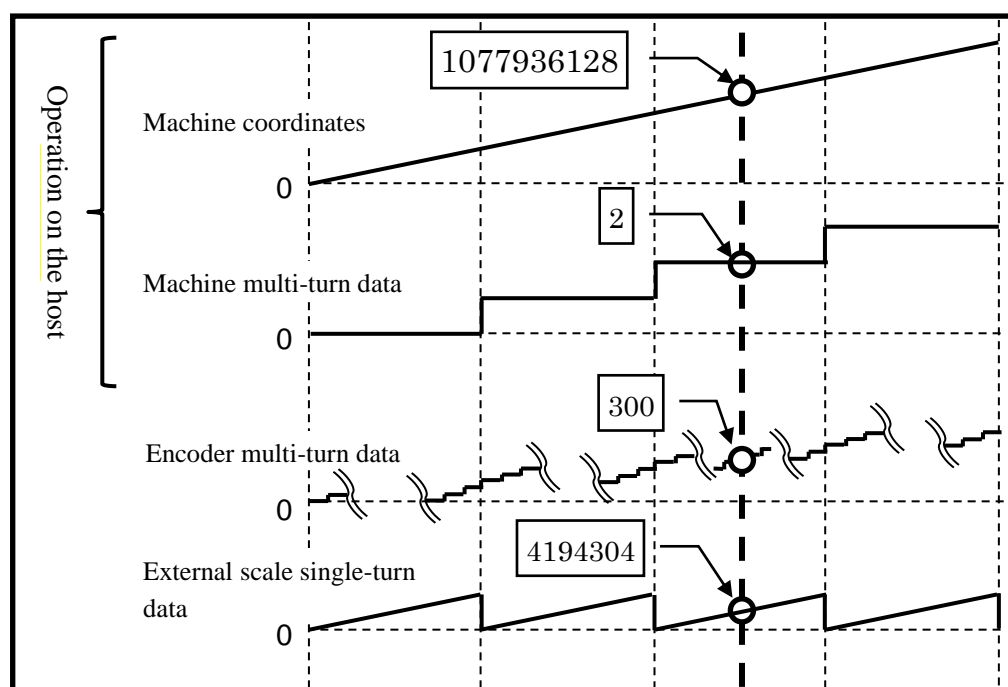 Operation on the host
1077936128
Machine coordinates
0
2
Machine multi-turn data
0
300
Encoder multi-turn data
0
4194304
External scale single-turn
data
0